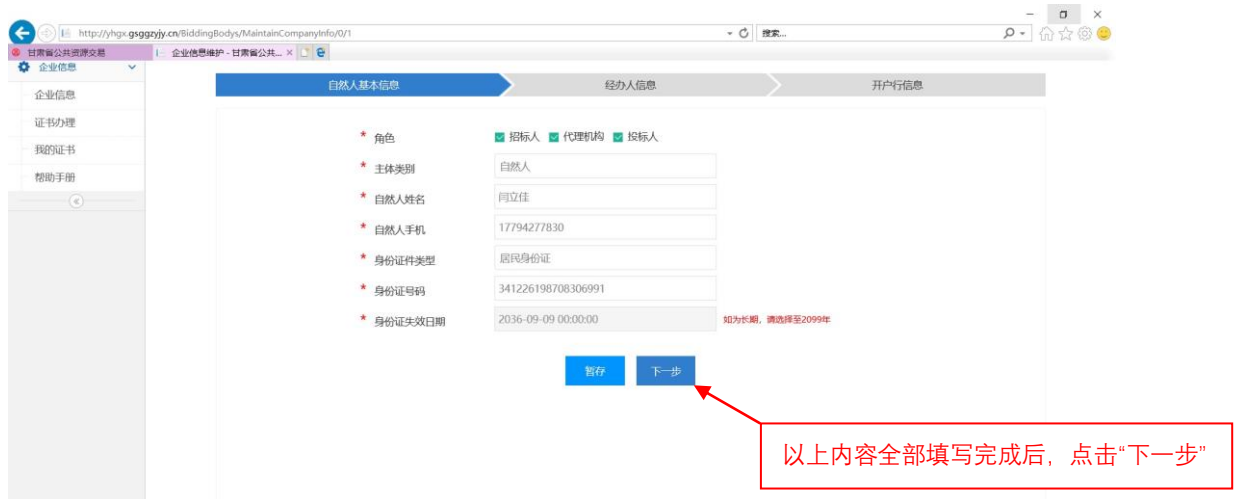 http://yhgx.gsggzyjy.cn/BiddingBodys/MaintainCompanyInfo/0/1
搜索...
甘肃省公共资源交易
企业信息维护 - 甘肃省公共... ×
企业信息
企业信息
证书办理
我的证书
帮助手册
自然人基本信息
经办人信息
开户行信息
* 角色 招标人 代理机构 投标人
* 主体类别 自然人
* 自然人姓名 闫立佳
* 自然人手机 17794277830
* 身份证件类型 居民身份证
* 身份证号码 341226198708306991
* 身份证失效日期 2036-09-09 00:00:00 如为长期，请选择至2099年
暂存 下一步
以上内容全部填写完成后，点击“下一步”